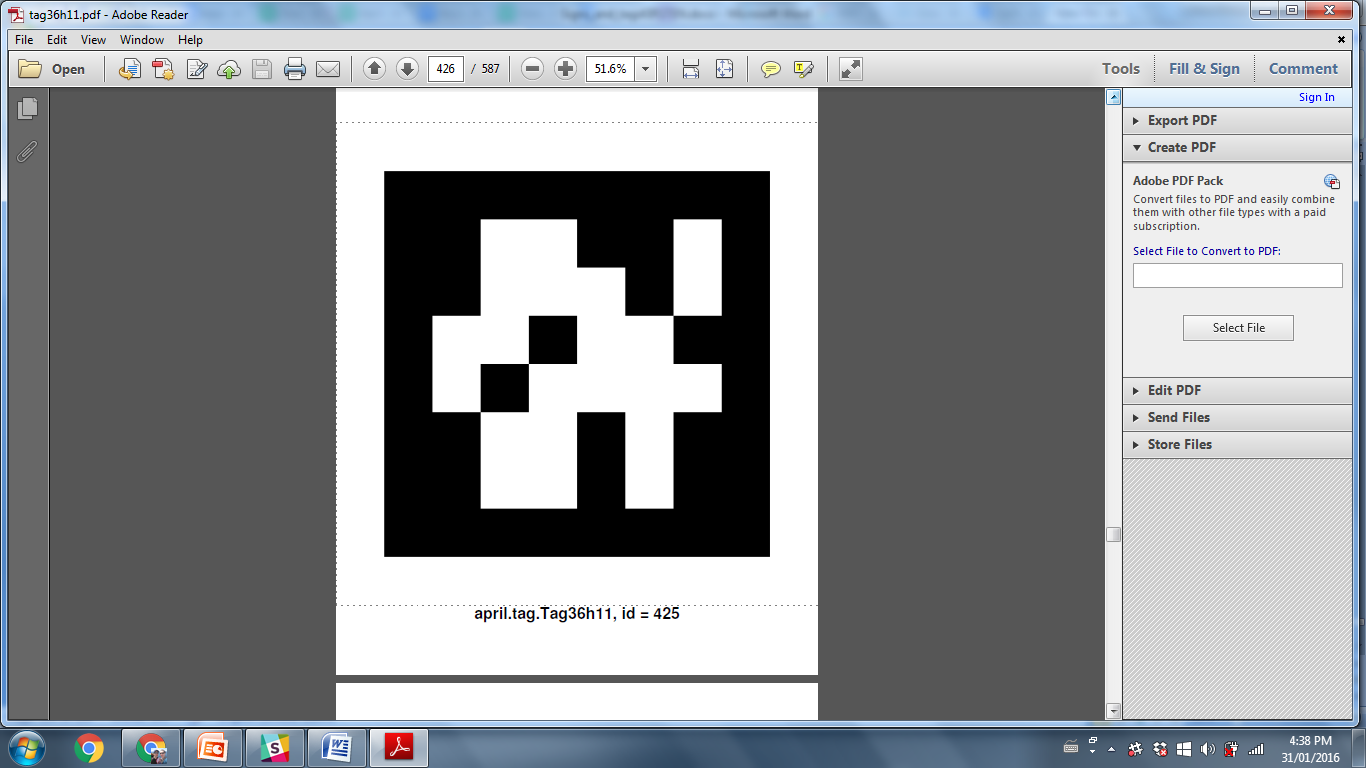 tag36h11.pdf - Adobe Reader
File Edit View Window Help
Open 426 / 587 51.6% Tools Fill & Sign Comment
Sign In
Export PDF
Create PDF
Adobe PDF Pack
Convert files to PDF and easily combine
them with other file types with a paid
subscription.
Select File to Convert to PDF:
Select File
Edit PDF
Send Files
Store Files
april.tag.Tag36h11, id = 425
4:38 PM
31/01/2016